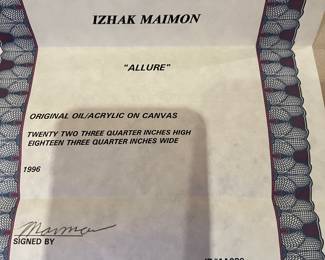 IZHAK MAIMON
"ALLURE"
ORIGINAL OIL/ACRYLIC ON CANVAS
TWENTY TWO THREE QUARTER INCHES HIGH
EIGHTEEN THREE QUARTER INCHES WIDE
1996
Maimon
SIGNED BY